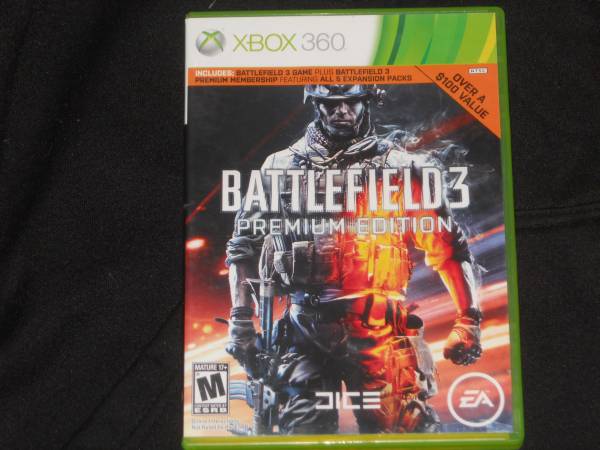 XBOX 360
INCLUDES: BATTLEFIELD 3 GAME PLUS BATTLEFIELD 3
PREMIUM MEMBERSHIP FEATURING ALL 5 EXPANSION PACKS
NTSC
OVER A
$100 VALUE
BATTLEFIELD 3
PREMIUM EDITION
MATURE 17+
M
ESRB
DICE
EA